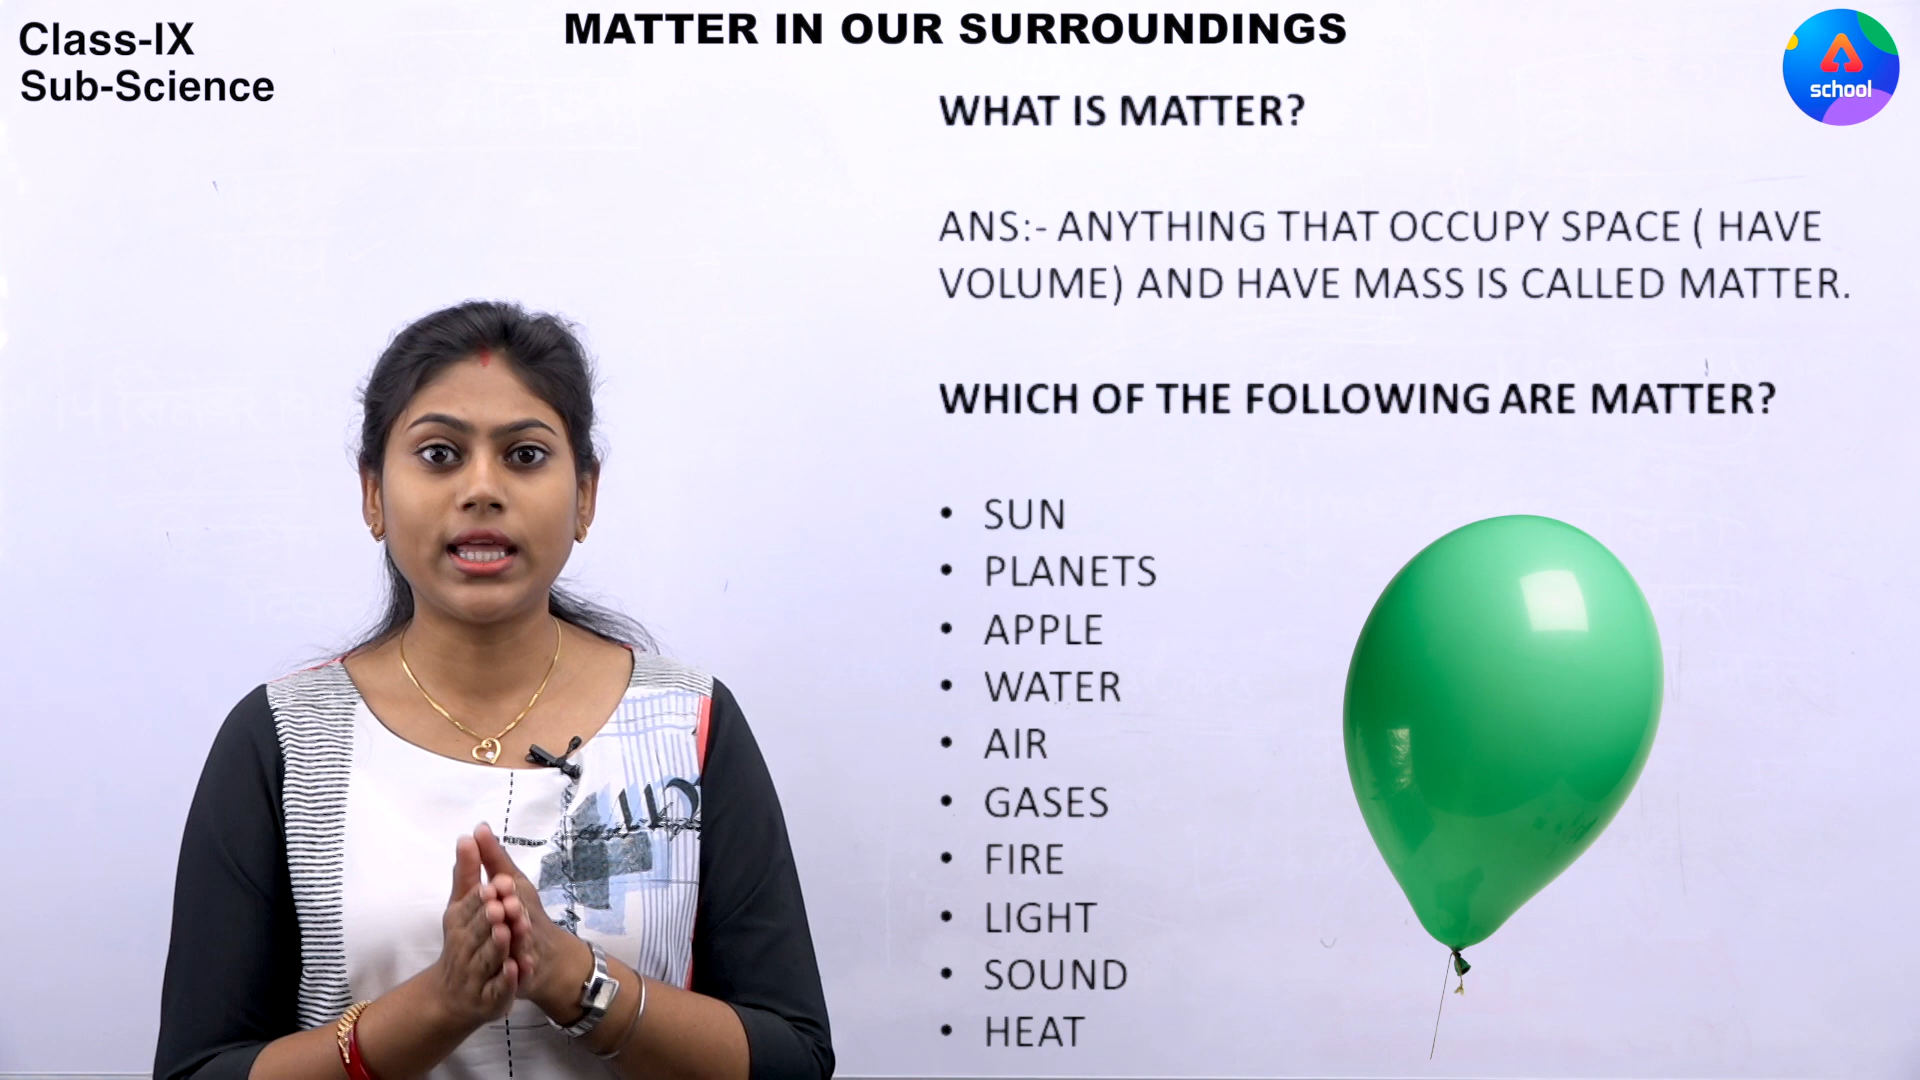 Class-IX
Sub-Science
MATTER IN OUR SURROUNDINGS
school
WHAT IS MATTER?
ANS:- ANYTHING THAT OCCUPY SPACE ( HAVE
VOLUME) AND HAVE MASS IS CALLED MATTER.
WHICH OF THE FOLLOWING ARE MATTER?
• SUN
• PLANETS
• APPLE
• WATER
• AIR
• GASES
• FIRE
• LIGHT
• SOUND
• HEAT